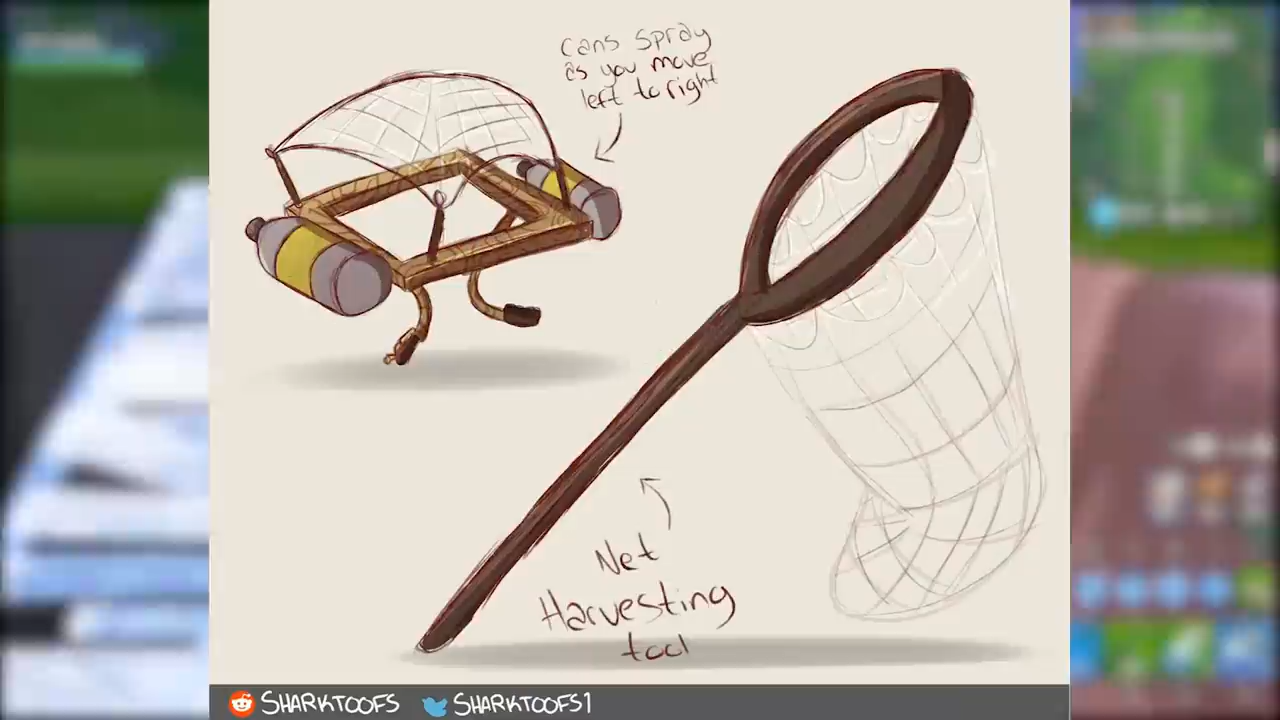 cans spray
as you move
left to right
Net
Harvesting
tool
SHARKTOOFS SHARKTOOFS1